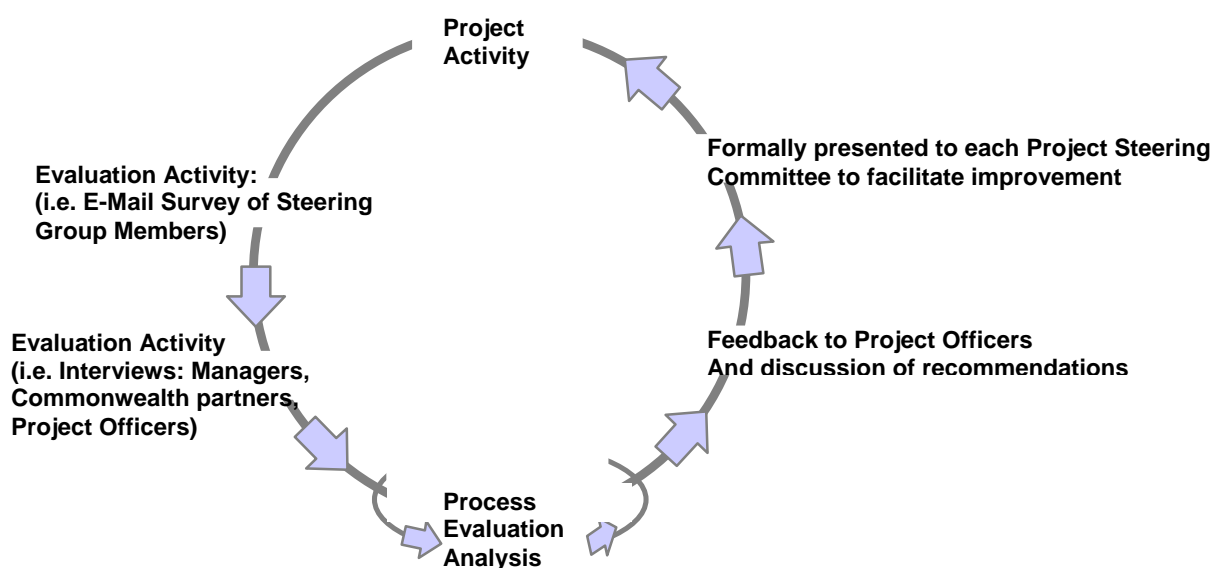 Project
Activity
Evaluation Activity:
(i.e. E-Mail Survey of Steering
Group Members)
Evaluation Activity
(i.e. Interviews: Managers,
Commonwealth partners,
Project Officers)
Process
Evaluation
Analysis
Feedback to Project Officers
And discussion of recommendations
Formally presented to each Project Steering
Committee to facilitate improvement